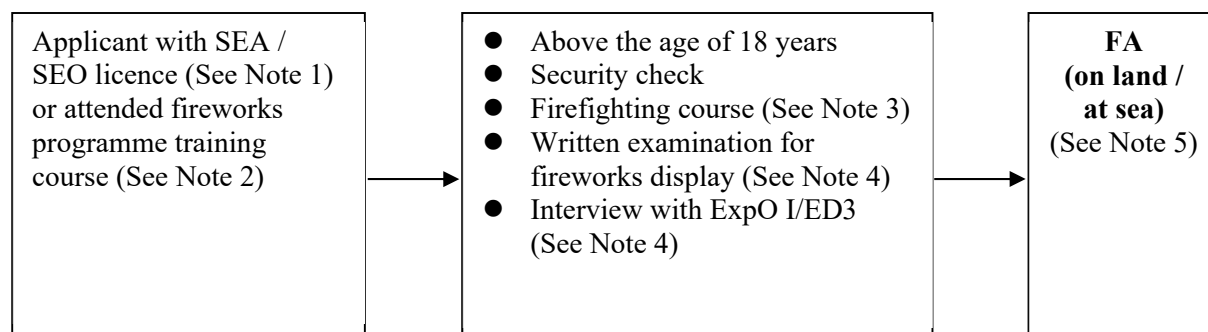 Applicant with SEA /
SEO licence (See Note 1)
or attended fireworks
programme training
course (See Note 2)
● Above the age of 18 years
● Security check
● Firefighting course (See Note 3)
● Written examination for
fireworks display (See Note 4)
● Interview with ExpO I/ED3
(See Note 4)
FA
(on land /
at sea)
(See Note 5)